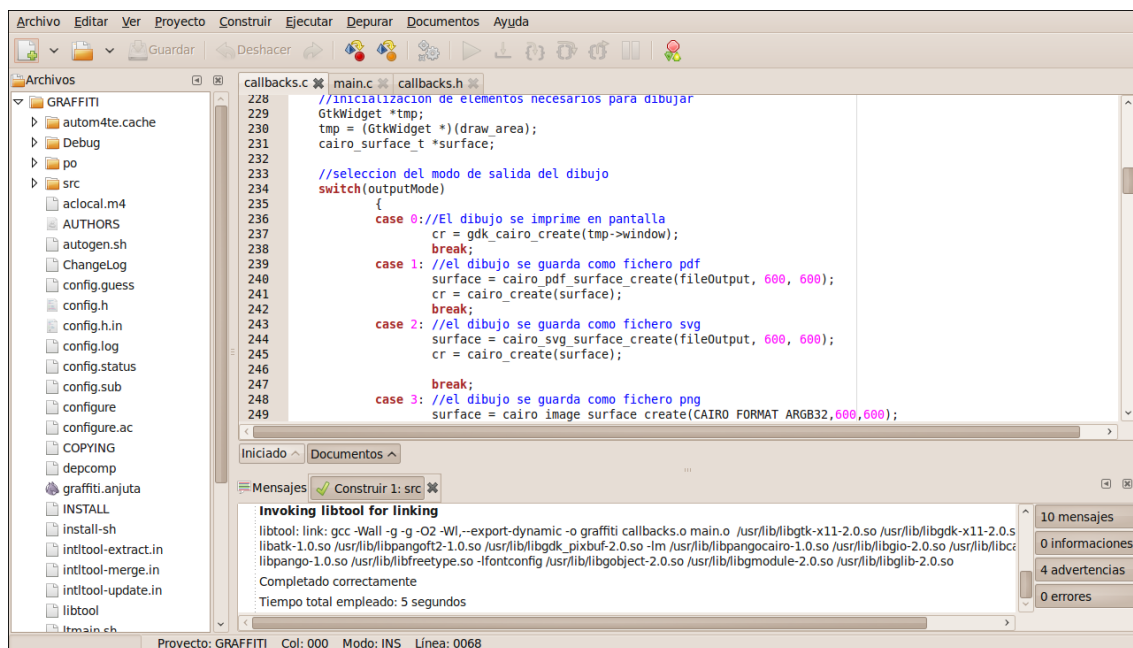 Archivo Editar Ver Proyecto Construir Ejecutar Depurar Documentos Ayuda
Guardar Deshacer
Archivos
GRAFFITI
autom4te.cache
Debug
po
src
aclocal.m4
AUTHORS
autogen.sh
ChangeLog
config.guess
config.h
config.h.in
config.log
config.status
config.sub
configure
configure.ac
COPYING
depcomp
graffiti.anjuta
INSTALL
install-sh
intltool-extract.in
intltool-merge.in
intltool-update.in
libtool
ltmain.sh
callbacks.c main.c callbacks.h
228 //inicializacion de elementos necesarios para dibujar
229 GtkWidget *tmp;
230 tmp = (GtkWidget *)(draw_area);
231 cairo_surface_t *surface;
232
233 //seleccion del modo de salida del dibujo
234 switch(outputMode)
235 {
236 case 0://El dibujo se imprime en pantalla
237 cr = gdk_cairo_create(tmp->window);
238 break;
239 case 1: //el dibujo se guarda como fichero pdf
240 surface = cairo_pdf_surface_create(fileOutput, 600, 600);
241 cr = cairo_create(surface);
242 break;
243 case 2: //el dibujo se guarda como fichero svg
244 surface = cairo_svg_surface_create(fileOutput, 600, 600);
245 cr = cairo_create(surface);
246
247 break;
248 case 3: //el dibujo se guarda como fichero png
249 surface = cairo_image_surface_create(CAIRO_FORMAT_ARGB32,600,600);
Iniciado Documentos
Mensajes Construir 1: src
Invoking libtool for linking
libtool: link: gcc -Wall -g -g -O2 -Wl,--export-dynamic -o graffiti callbacks.o main.o /usr/lib/libgtk-x11-2.0.so /usr/lib/libgdk-x11-2.0.s
libatk-1.0.so /usr/lib/libpangoft2-1.0.so /usr/lib/libgdk_pixbuf-2.0.so -lm /usr/lib/libpangocairo-1.0.so /usr/lib/libgio-2.0.so /usr/lib/libca
libpango-1.0.so /usr/lib/libfreetype.so -lfontconfig /usr/lib/libgobject-2.0.so /usr/lib/libgmodule-2.0.so /usr/lib/libglib-2.0.so
Completado correctamente
Tiempo total empleado: 5 segundos
10 mensajes
0 informaciones
4 advertencias
0 errores
Proyecto: GRAFFITI Col: 000 Modo: INS Línea: 0068